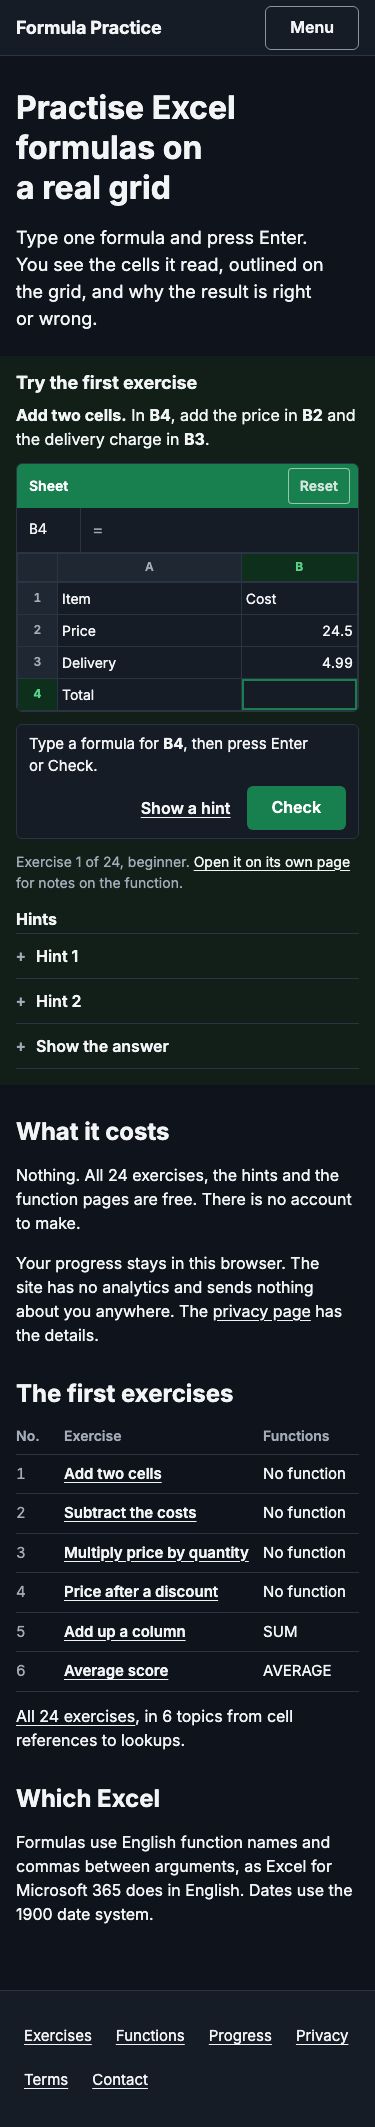 Formula Practice
Menu
Practise Excel
formulas on
a real grid
Type one formula and press Enter.
You see the cells it read, outlined on
the grid, and why the result is right
or wrong.
Try the first exercise
Add two cells. In B4, add the price in B2 and
the delivery charge in B3.
Sheet
Reset
B4 =
A B
1 Item Cost
2 Price 24.5
3 Delivery 4.99
4 Total
Type a formula for B4, then press Enter
or Check.
Show a hint
Check
Exercise 1 of 24, beginner. Open it on its own page
for notes on the function.
Hints
+ Hint 1
+ Hint 2
+ Show the answer
What it costs
Nothing. All 24 exercises, the hints and the
function pages are free. There is no account
to make.
Your progress stays in this browser. The
site has no analytics and sends nothing
about you anywhere. The privacy page has
the details.
The first exercises
No. Exercise Functions
1 Add two cells No function
2 Subtract the costs No function
3 Multiply price by quantity No function
4 Price after a discount No function
5 Add up a column SUM
6 Average score AVERAGE
All 24 exercises, in 6 topics from cell
references to lookups.
Which Excel
Formulas use English function names and
commas between arguments, as Excel for
Microsoft 365 does in English. Dates use the
1900 date system.
Exercises Functions Progress Privacy
Terms Contact